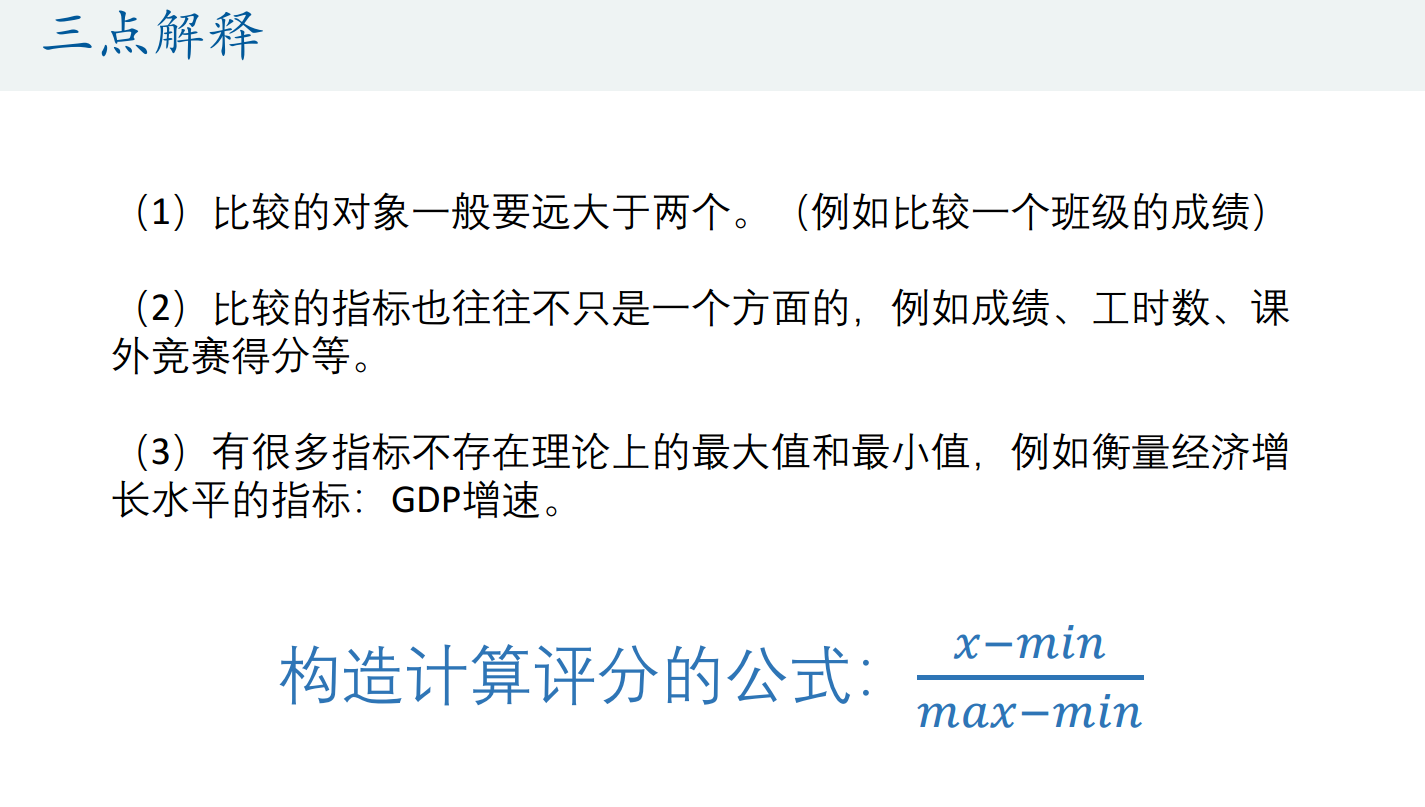 三点解释
（1）比较的对象一般要远大于两个。（例如比较一个班级的成绩）
（2）比较的指标也往往不只是一个方面的，例如成绩、工时数、课
外竞赛得分等。
（3）有很多指标不存在理论上的最大值和最小值，例如衡量经济增
长水平的指标：GDP增速。
构造计算评分的公式：
x−min
max−min